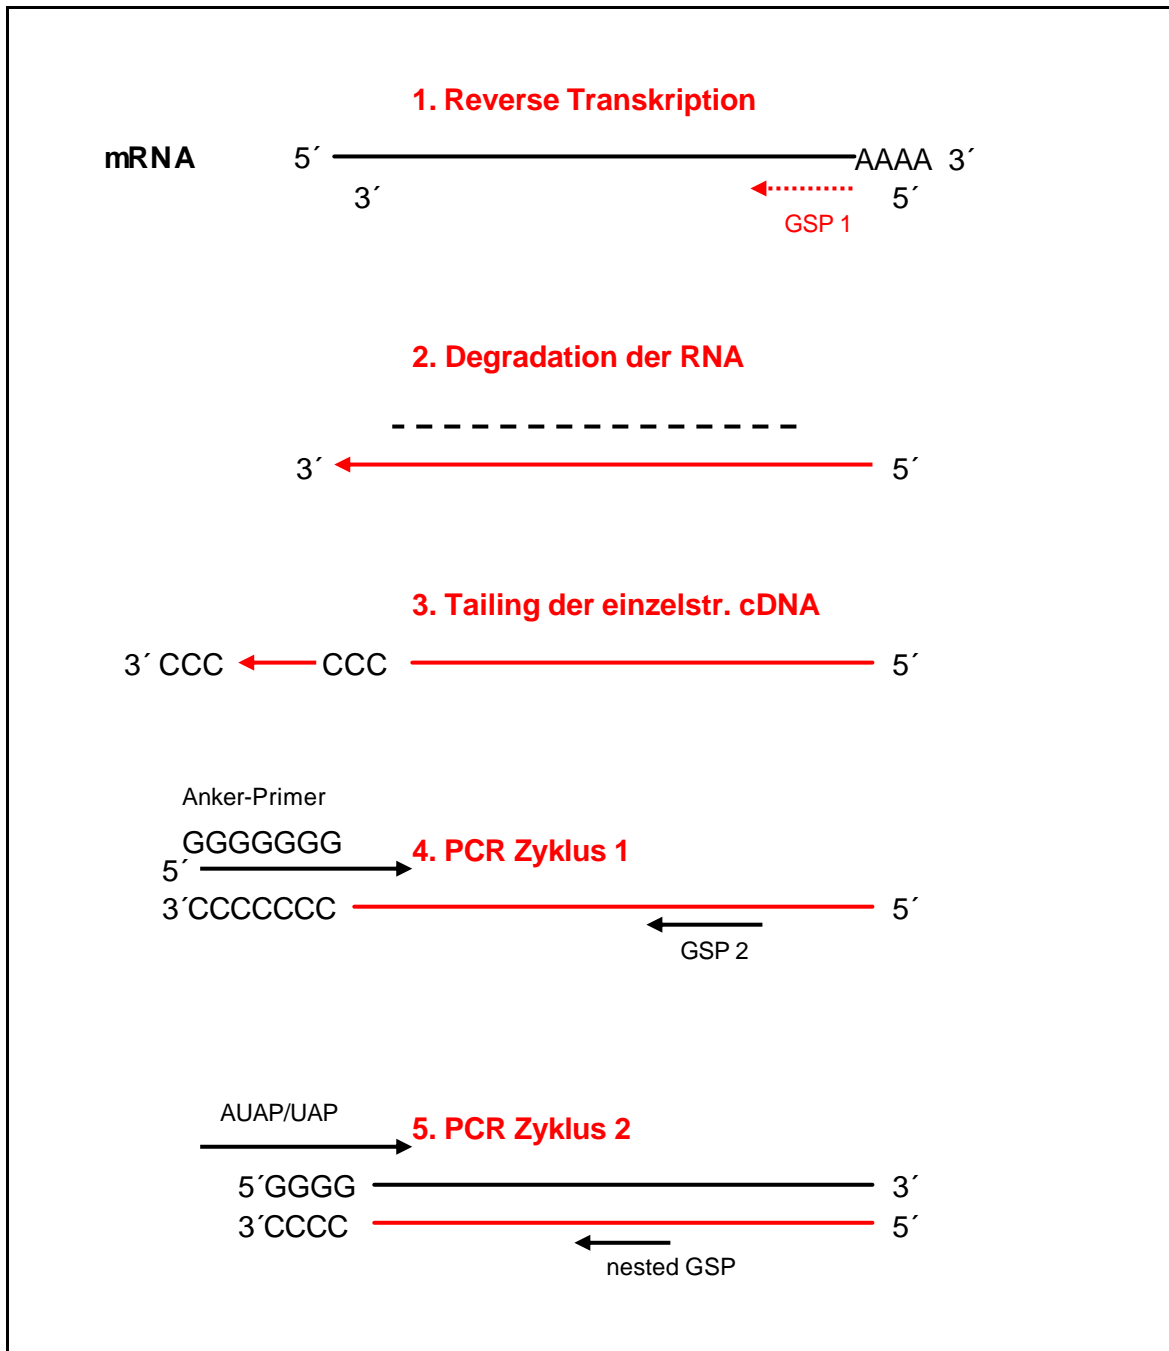 1. Reverse Transkription
mRNA 5´ AAAA 3´
3´ 5´
GSP 1
2. Degradation der RNA
3´ 5´
3. Tailing der einzelstr. cDNA
3´ CCC CCC 5´
Anker-Primer
GGGGGGG
4. PCR Zyklus 1
5´
3´CCCCCCC 5´
GSP 2
AUAP/UAP
5. PCR Zyklus 2
5´GGGG 3´
3´CCCC 5´
nested GSP